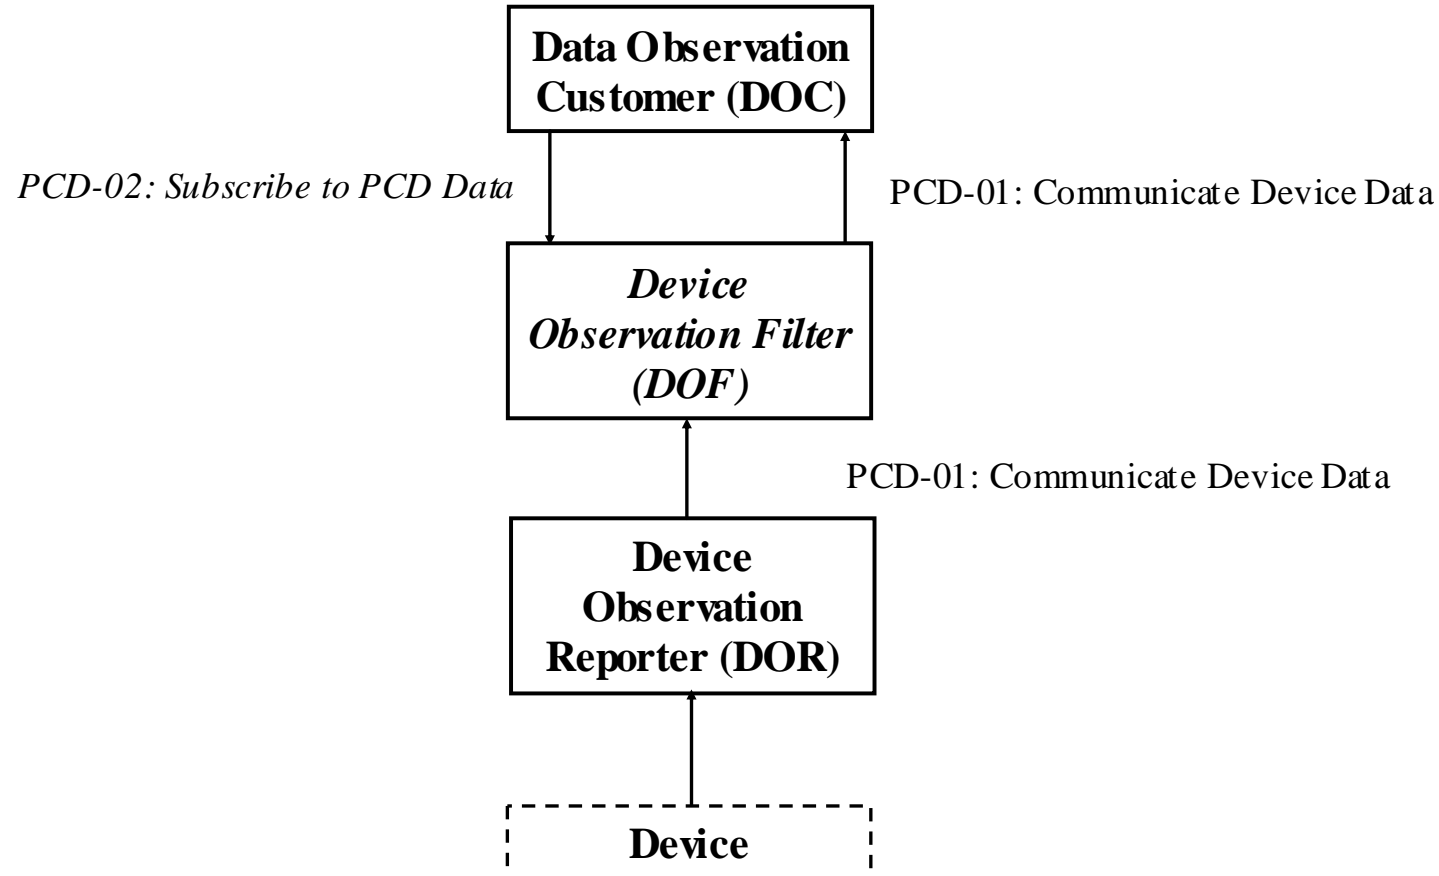 Data Observation
Customer (DOC)
PCD-02: Subscribe to PCD Data
PCD-01: Communicate Device Data
Device
Observation Filter
(DOF)
PCD-01: Communicate Device Data
Device
Observation
Reporter (DOR)
Device